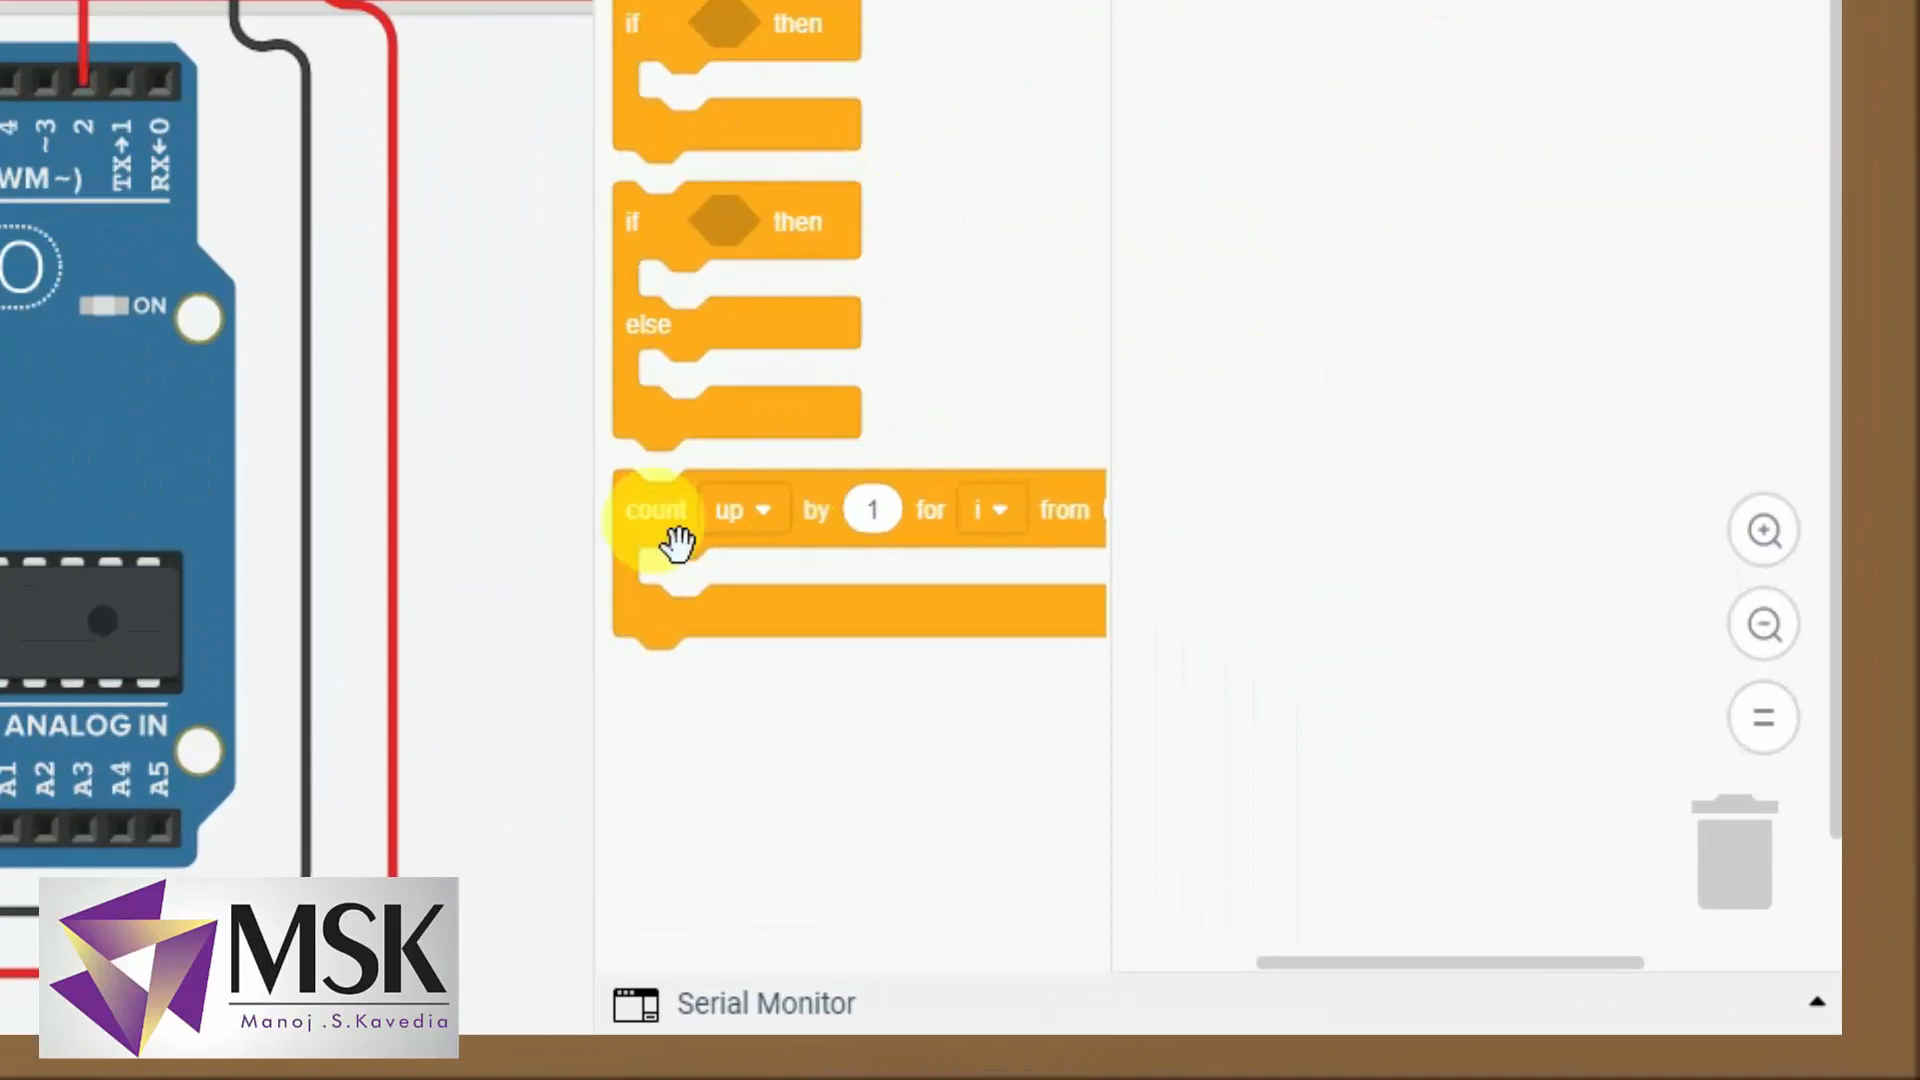 if then
if then
else
count up by 1 for i from
4 ~3 2 TX→1 RX←0
WM ~)
O
ON
ANALOG IN
A1 A2 A3 A4 A5
MSK
Manoj .S.Kavedia
Serial Monitor